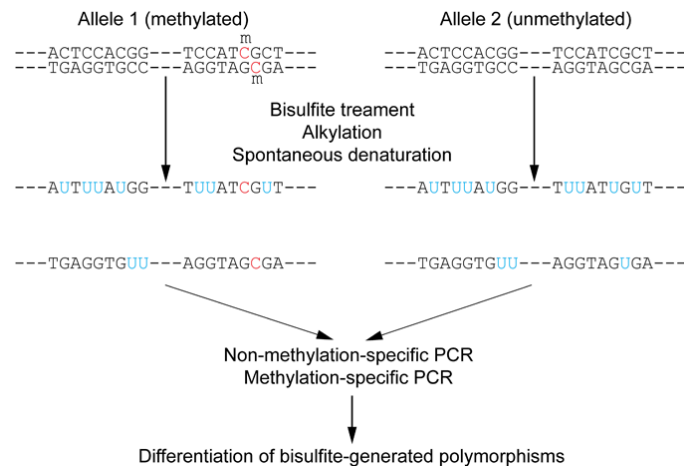 Allele 1 (methylated)
Allele 2 (unmethylated)
m
---ACTCCACGG---TCCATCGCT---
---ACTCCACGG---TCCATCGCT---
---TGAGGTGCC---AGGTAGCGA---
---TGAGGTGCC---AGGTAGCGA---
m
Bisulfite treament
Alkylation
Spontaneous denaturation
---AUTUUAUGG---TUUATCGUT---
---AUTUUAUGG---TUUATUGUT---
---TGAGGTGUU---AGGTAGCGA---
---TGAGGTGUU---AGGTAGUGA---
Non-methylation-specific PCR
Methylation-specific PCR
Differentiation of bisulfite-generated polymorphisms